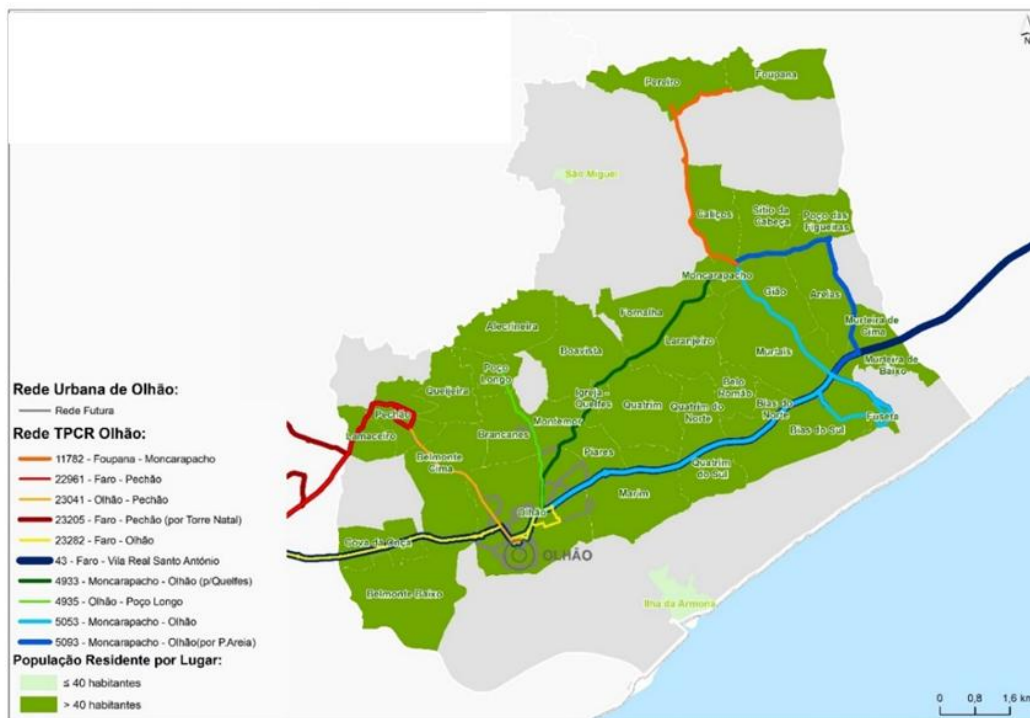 N
Pereiro
Foupana
São Miguel
Caliços
Sítio da
Cabeça
Poço das
Figueiras
Moncarapacho
Gião
Areias
Fornalha
Alecrineira
Murteira de
Cima
Boavista
Laranjeiro
Murtais
Murteira de
Baixo
Poço
Longo
Queijeira
Igreja -
Quelfes
Belo
Romão
Pechão
Lamaceiro
Quatrim
Quatrim do
Norte
Bias do
Norte
Fuseta
Brancanes
Montemor
Bias do Sul
Belmonte
Cima
Piares
Quatrim
do Sul
Marim
Olhão
Cova da Onça
OLHÃO
Belmonte Baixo
Ilha da Armona
Rede Urbana de Olhão:
Rede Futura
Rede TPCR Olhão:
11782 - Foupana - Moncarapacho
22961 - Faro - Pechão
23041 - Olhão - Pechão
23205 - Faro - Pechão (por Torre Natal)
23282 - Faro - Olhão
43 - Faro - Vila Real Santo António
4933 - Moncarapacho - Olhão (p/Quelfes)
4935 - Olhão - Poço Longo
5053 - Moncarapacho - Olhão
5093 - Moncarapacho - Olhão(por P.Areia)
População Residente por Lugar:
≤ 40 habitantes
> 40 habitantes
0 0,8 1,6 km